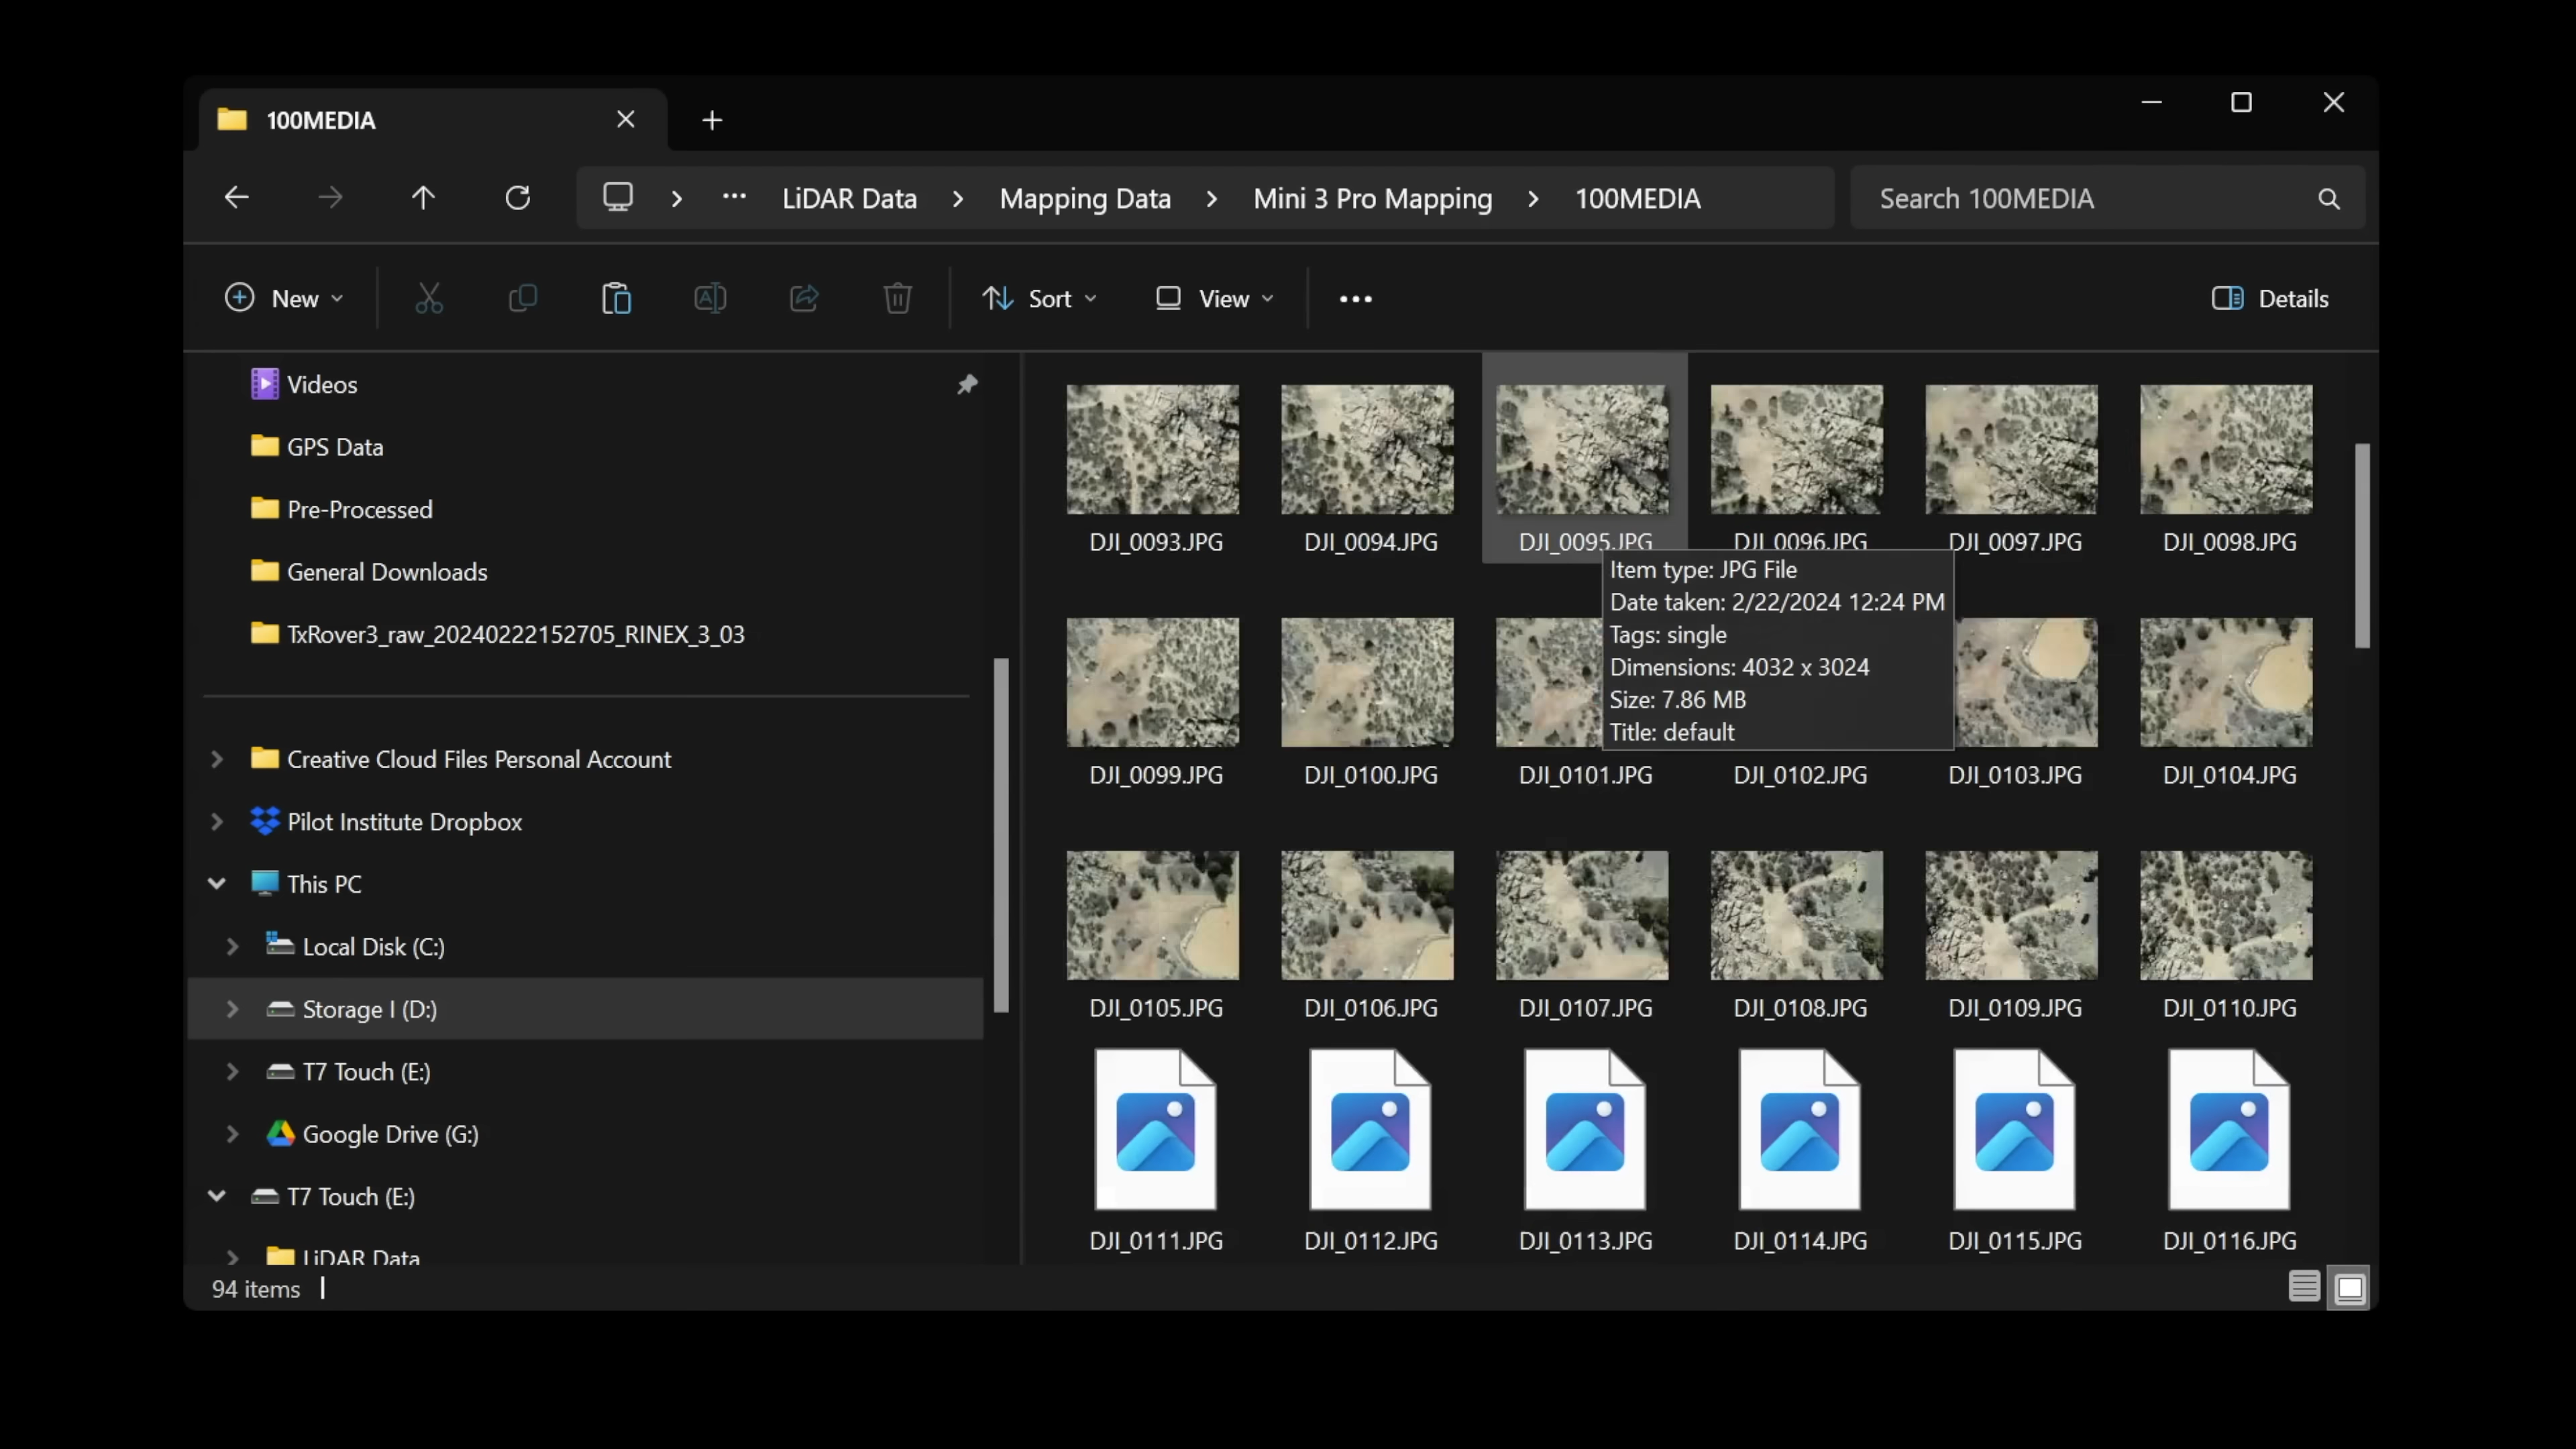 100MEDIA
LiDAR Data
Mapping Data
Mini 3 Pro Mapping
100MEDIA
Search 100MEDIA
New
Sort
View
Details
Videos
GPS Data
Pre-Processed
General Downloads
TxRover3_raw_20240222152705_RINEX_3_03
Creative Cloud Files Personal Account
Pilot Institute Dropbox
This PC
Local Disk (C:)
Storage I (D:)
T7 Touch (E:)
Google Drive (G:)
T7 Touch (E:)
LiDAR Data
94 items
DJI_0093.JPG
DJI_0094.JPG
DJI_0095.JPG
DJI_0096.JPG
DJI_0097.JPG
DJI_0098.JPG
Item type: JPG File
Date taken: 2/22/2024 12:24 PM
Tags: single
Dimensions: 4032 x 3024
Size: 7.86 MB
Title: default
DJI_0099.JPG
DJI_0100.JPG
DJI_0101.JPG
DJI_0102.JPG
DJI_0103.JPG
DJI_0104.JPG
DJI_0105.JPG
DJI_0106.JPG
DJI_0107.JPG
DJI_0108.JPG
DJI_0109.JPG
DJI_0110.JPG
DJI_0111.JPG
DJI_0112.JPG
DJI_0113.JPG
DJI_0114.JPG
DJI_0115.JPG
DJI_0116.JPG